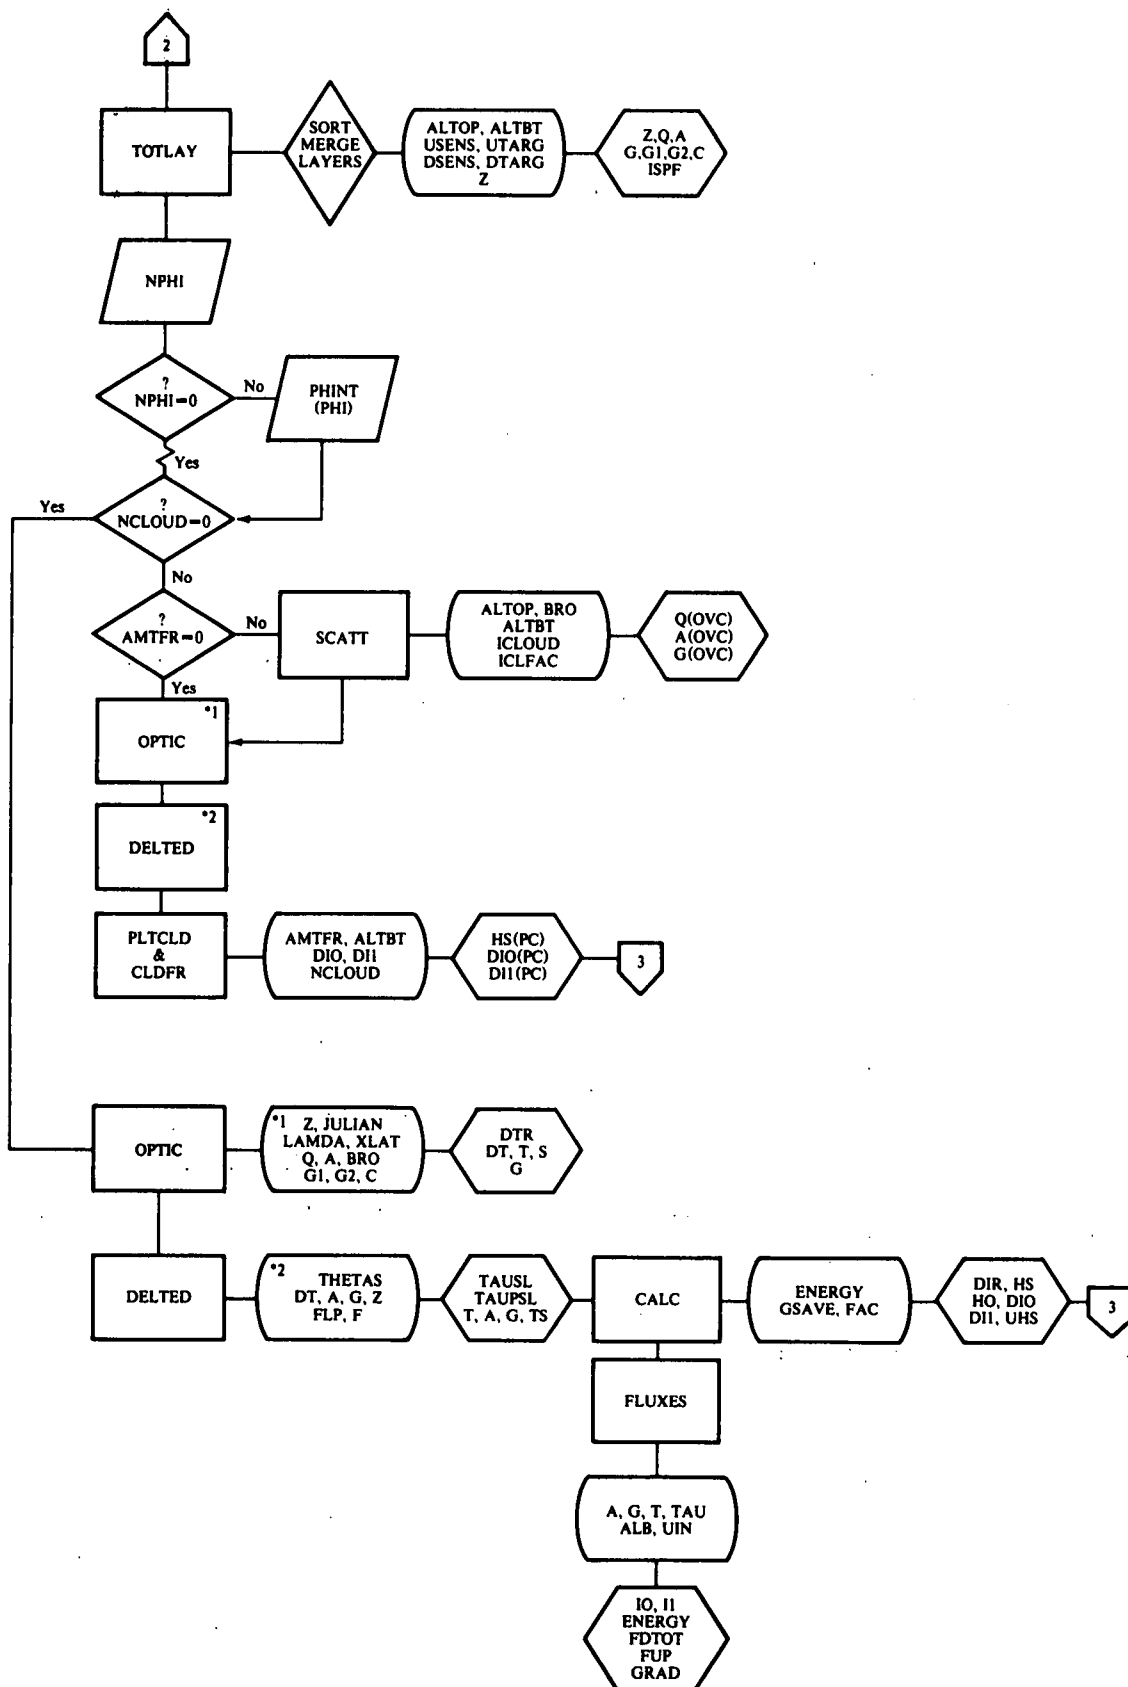 2
TOTLAY
SORT
MERGE
LAYERS
ALTOP, ALTBT
USENS, UTARG
DSENS, DTARG
Z
Z,Q,A
G,G1,G2,C
ISPF
NPHI
?
NPHI=0
No
PHINT
(PHI)
Yes
Yes
?
NCLOUD=0
No
?
AMTFR=0
No
SCATT
ALTOP, BRO
ALTBT
ICLOUD
ICLFAC
Q(OVC)
A(OVC)
G(OVC)
Yes
*1
OPTIC
*2
DELTED
PLTCLD
&
CLDFR
AMTFR, ALTBT
DIO, DI1
NCLOUD
HS(PC)
DIO(PC)
DI1(PC)
3
OPTIC
*1
Z, JULIAN
LAMDA, XLAT
Q, A, BRO
G1, G2, C
DTR
DT, T, S
G
DELTED
*2
THETAS
DT, A, G, Z
FLP, F
TAUSL
TAUPSL
T, A, G, TS
CALC
ENERGY
GSAVE, FAC
DIR, HS
HO, DIO
DI1, UHS
3
FLUXES
A, G, T, TAU
ALB, UIN
IO, I1
ENERGY
FDTOT
FUP
GRAD